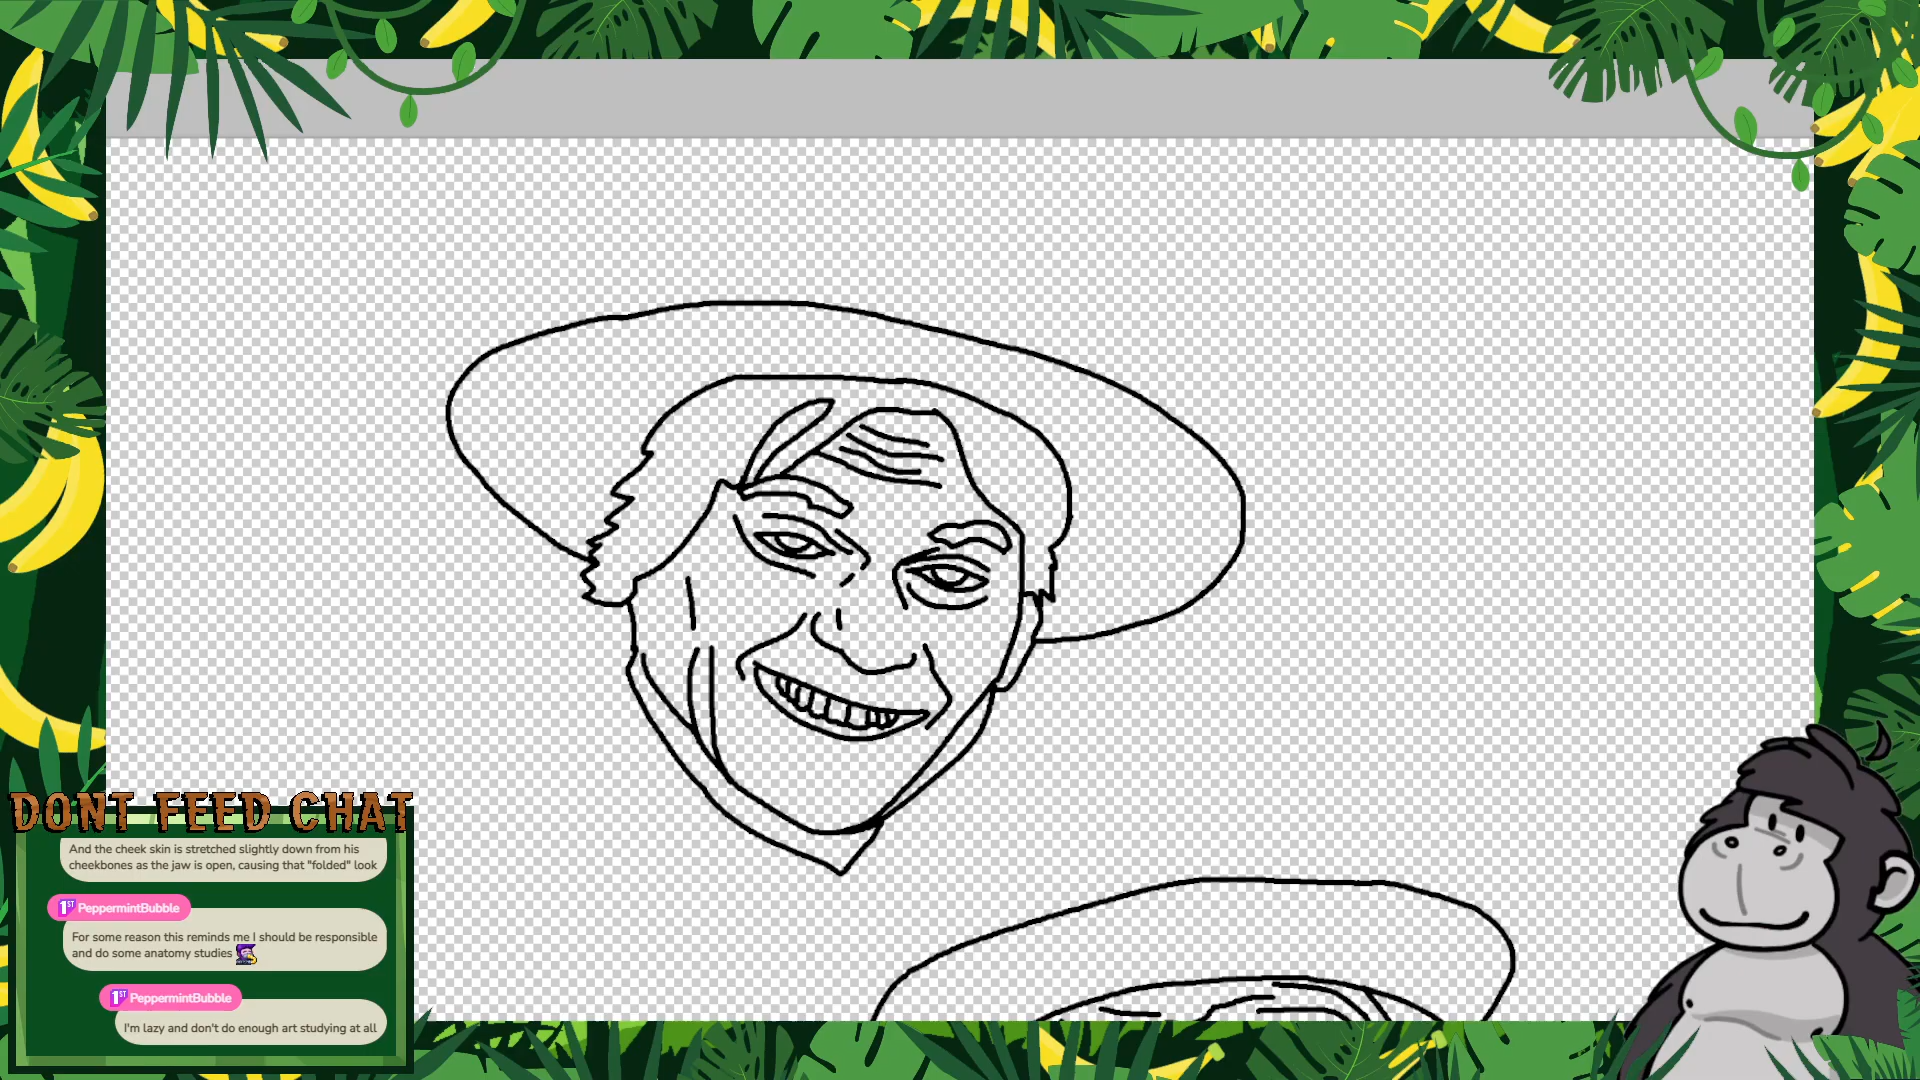 DONT FEED CHAT
And the cheek skin is stretched slightly down from his
cheekbones as the jaw is open, causing that "folded" look
1ST PeppermintBubble
For some reason this reminds me I should be responsible
and do some anatomy studies
1ST PeppermintBubble
I'm lazy and don't do enough art studying at all